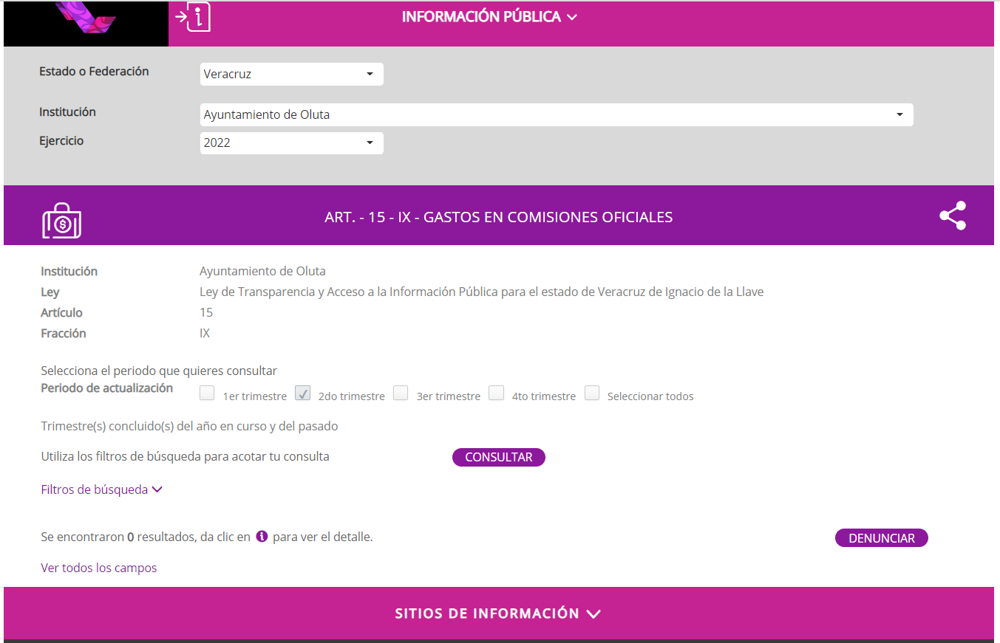 INFORMACIÓN PÚBLICA
Estado o Federación Veracruz
Institución Ayuntamiento de Oluta
Ejercicio 2022
ART. - 15 - IX - GASTOS EN COMISIONES OFICIALES
Institución Ayuntamiento de Oluta
Ley Ley de Transparencia y Acceso a la Información Pública para el estado de Veracruz de Ignacio de la Llave
Artículo 15
Fracción IX
Selecciona el periodo que quieres consultar
Periodo de actualización 1er trimestre 2do trimestre 3er trimestre 4to trimestre Seleccionar todos
Trimestre(s) concluido(s) del año en curso y del pasado
Utiliza los filtros de búsqueda para acotar tu consulta CONSULTAR
Filtros de búsqueda
Se encontraron 0 resultados, da clic en i para ver el detalle. DENUNCIAR
Ver todos los campos
SITIOS DE INFORMACIÓN